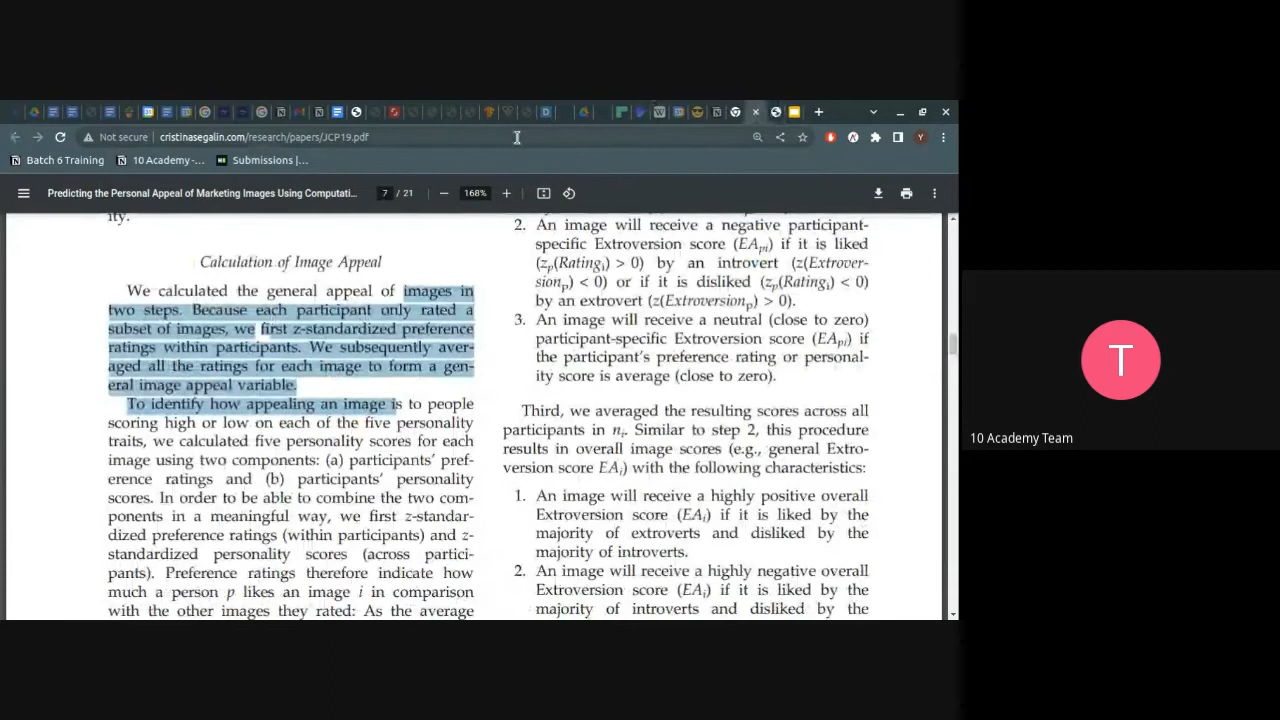 Not secure
cristinasegalin.com/research/papers/JCP19.pdf
Y
Batch 6 Training
10 Academy -...
Submissions |...
Predicting the Personal Appeal of Marketing Images Using Computati...
7 / 21
168%
ity.
Calculation of Image Appeal
We calculated the general appeal of images in
two steps. Because each participant only rated a
subset of images, we first z-standardized preference
ratings within participants. We subsequently aver-
aged all the ratings for each image to form a gen-
eral image appeal variable.
To identify how appealing an image is to people
scoring high or low on each of the five personality
traits, we calculated five personality scores for each
image using two components: (a) participants' pref-
erence ratings and (b) participants' personality
scores. In order to be able to combine the two com-
ponents in a meaningful way, we first z-standar-
dized preference ratings (within participants) and z-
standardized personality scores (across partici-
pants). Preference ratings therefore indicate how
much a person p likes an image i in comparison
with the other images they rated: As the average
2. An image will receive a negative participant-
specific Extroversion score (EApi) if it is liked
(zp(Ratingi) > 0) by an introvert (z(Extrover-
sionp) < 0) or if it is disliked (zp(Ratingi) < 0)
by an extrovert (z(Extroversionp) > 0).
3. An image will receive a neutral (close to zero)
participant-specific Extroversion score (EApi) if
the participant's preference rating or personal-
ity score is average (close to zero).
Third, we averaged the resulting scores across all
participants in ni. Similar to step 2, this procedure
results in overall image scores (e.g., general Extro-
version score EAi) with the following characteristics:
1. An image will receive a highly positive overall
Extroversion score (EAi) if it is liked by the
majority of extroverts and disliked by the
majority of introverts.
2. An image will receive a highly negative overall
Extroversion score (EAi) if it is liked by the
majority of introverts and disliked by the
T
10 Academy Team